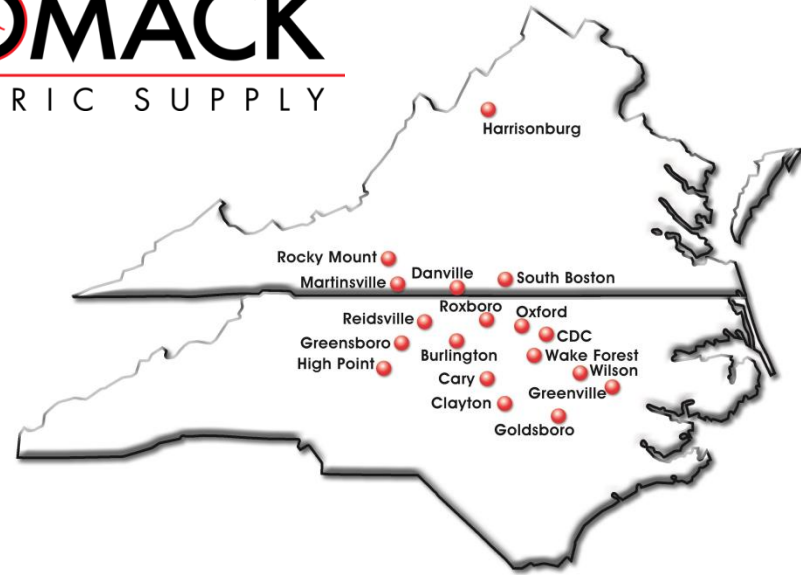 OMACK
RIC SUPPLY
Harrisonburg
Rocky Mount
Martinsville
Danville
South Boston
Roxboro
Oxford
Reidsville
CDC
Greensboro
Burlington
Wake Forest
High Point
Wilson
Cary
Greenville
Clayton
Goldsboro